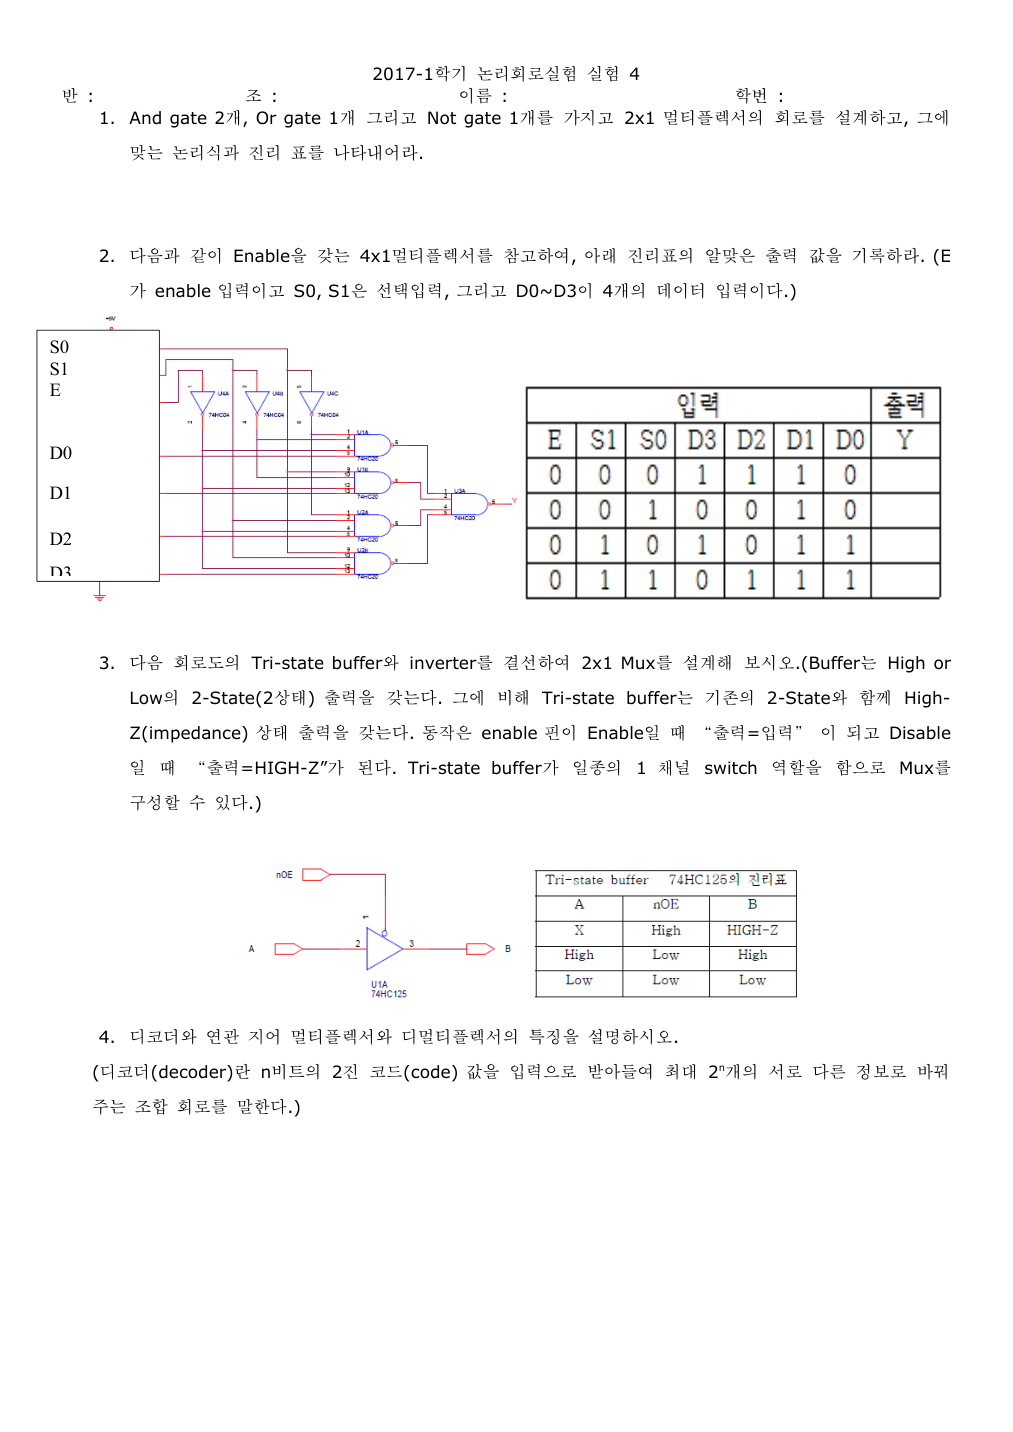 2017-1학기 논리회로실험 실험 4
반 : 조 : 이름 : 학번 :
1. And gate 2개, Or gate 1개 그리고 Not gate 1개를 가지고 2x1 멀티플렉서의 회로를 설계하고, 그에
맞는 논리식과 진리 표를 나타내어라.
2. 다음과 같이 Enable을 갖는 4x1멀티플렉서를 참고하여, 아래 진리표의 알맞은 출력 값을 기록하라. (E
가 enable 입력이고 S0, S1은 선택입력, 그리고 D0~D3이 4개의 데이터 입력이다.)
+5V
S0
S1
E
D0
D1
D2
D3
U4A U4B U4C
74HC04 74HC04 74HC04
U1A
74HC20
U1B
74HC20
U3A
74HC20
Y
U2A
74HC20
U2B
74HC20
입력 출력
E S1 S0 D3 D2 D1 D0 Y
0 0 0 1 1 1 0
0 0 1 0 0 1 0
0 1 0 1 0 1 1
0 1 1 0 1 1 1
3. 다음 회로도의 Tri-state buffer와 inverter를 결선하여 2x1 Mux를 설계해 보시오.(Buffer는 High or
Low의 2-State(2상태) 출력을 갖는다. 그에 비해 Tri-state buffer는 기존의 2-State와 함께 High-
Z(impedance) 상태 출력을 갖는다. 동작은 enable 핀이 Enable일 때 “출력=입력” 이 되고 Disable
일 때 “출력=HIGH-Z”가 된다. Tri-state buffer가 일종의 1 채널 switch 역할을 함으로 Mux를
구성할 수 있다.)
nOE
1
A 2 3 B
U1A
74HC125
Tri-state buffer 74HC125의 진리표
A nOE B
X High HIGH-Z
High Low High
Low Low Low
4. 디코더와 연관 지어 멀티플렉서와 디멀티플렉서의 특징을 설명하시오.
(디코더(decoder)란 n비트의 2진 코드(code) 값을 입력으로 받아들여 최대 2ⁿ개의 서로 다른 정보로 바꿔
주는 조합 회로를 말한다.)